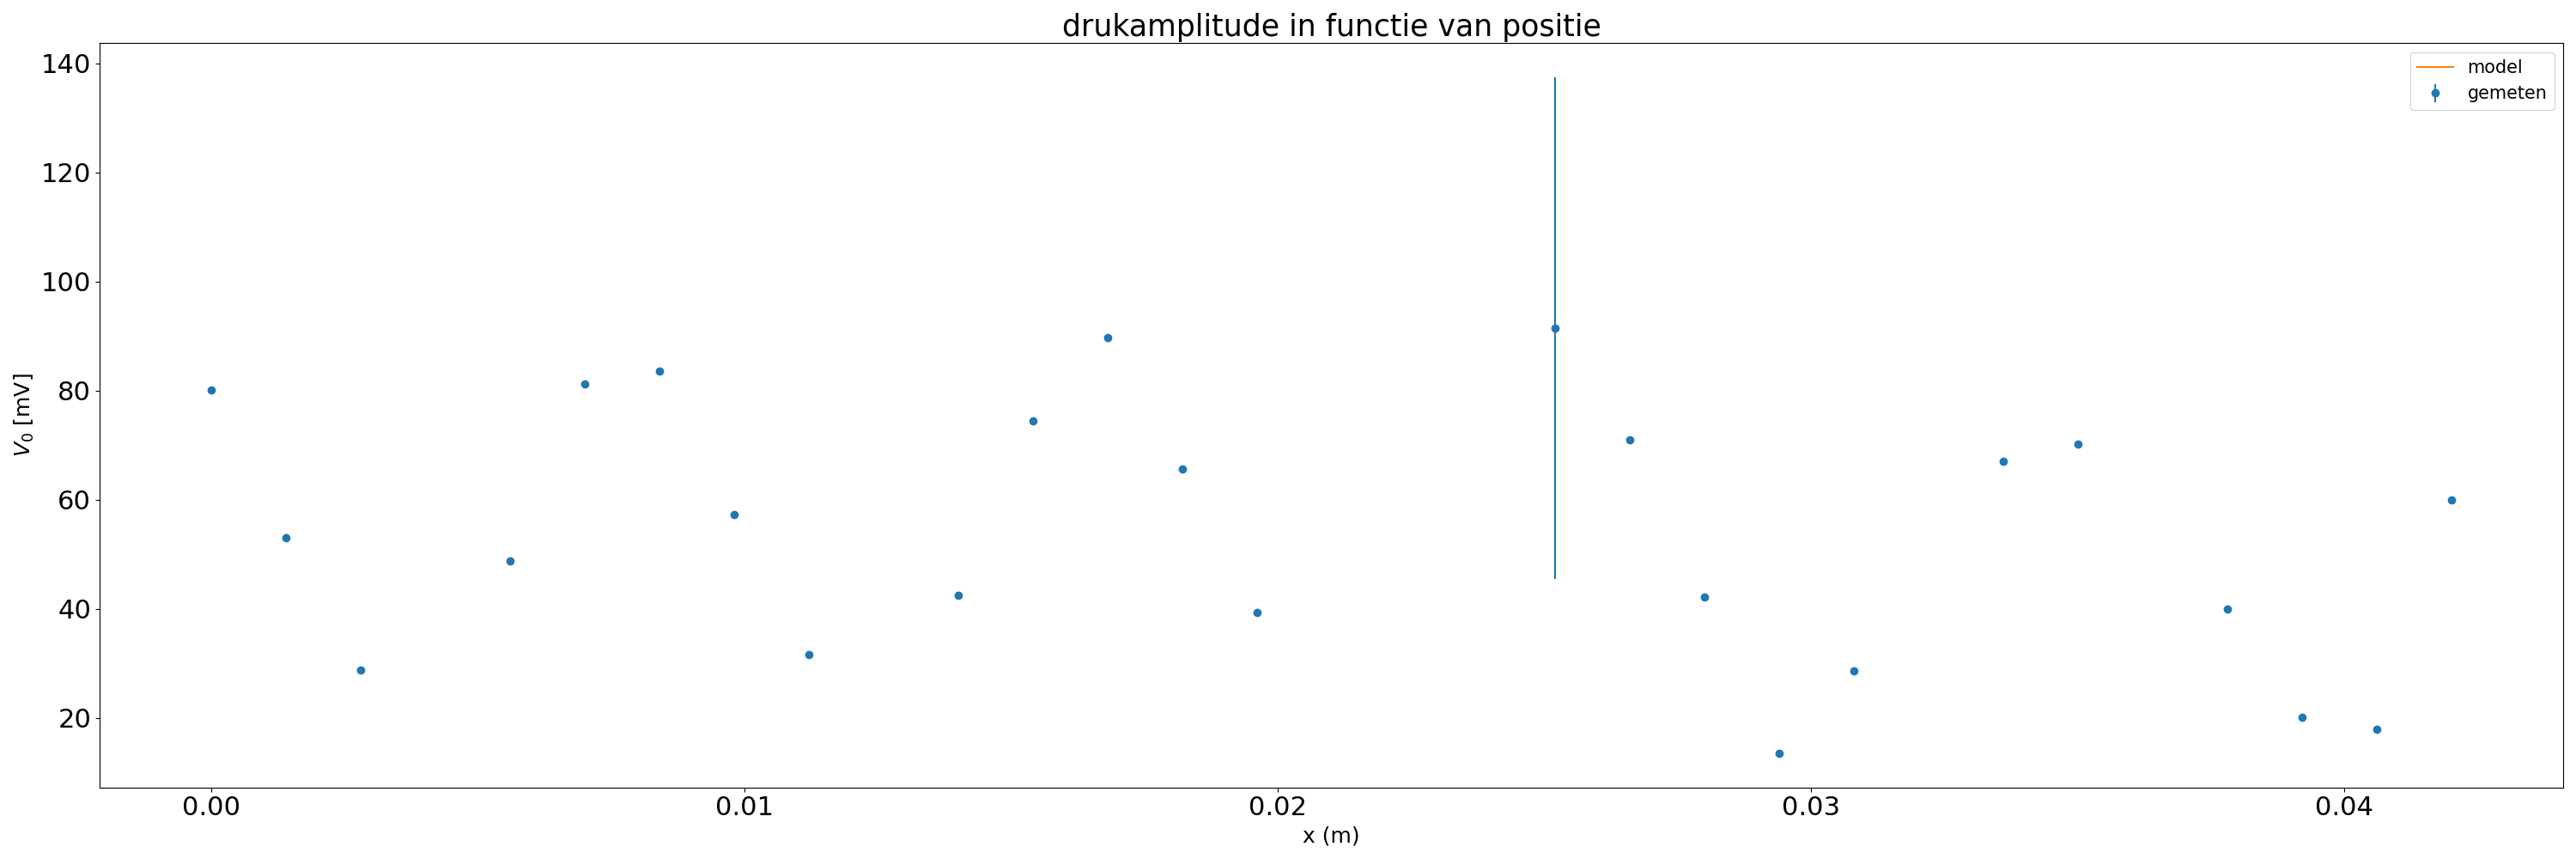 drukamplitude in functie van positie
model
gemeten
140
120
100
80
60
40
20
V₀ [mV]
0.00 0.01 0.02 0.03 0.04
x (m)